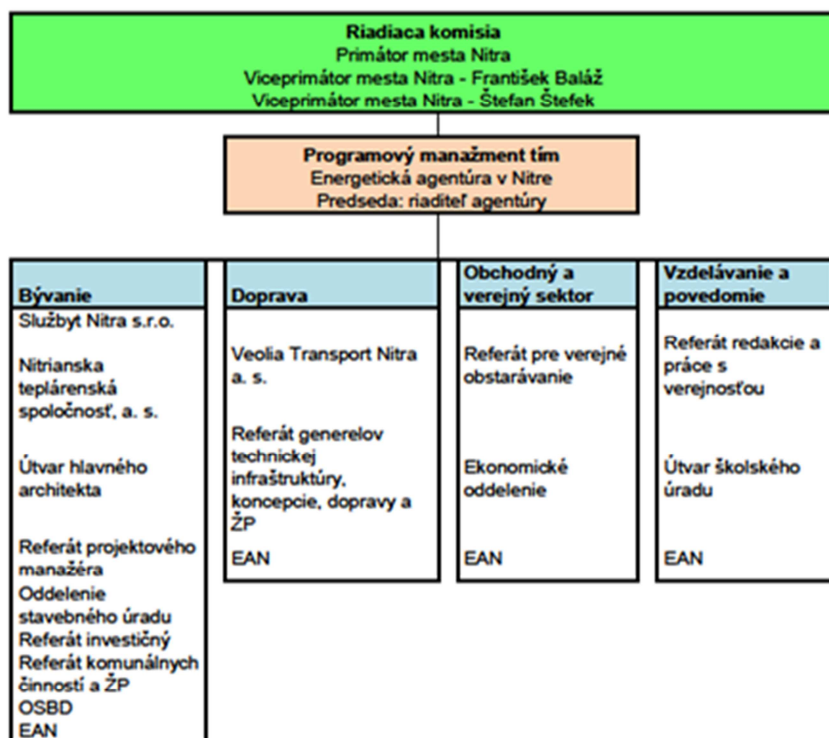 Riadiaca komisia
Primátor mesta Nitra
Viceprimátor mesta Nitra - František Baláž
Viceprimátor mesta Nitra - Štefan Štefek
Programový manažment tím
Energetická agentúra v Nitre
Predseda: riaditeľ agentúry
Bývanie
Službyt Nitra s.r.o.
Nitrianska
teplárenská
spoločnosť, a. s.
Útvar hlavného
architekta
Referát projektového
manažéra
Oddelenie
stavebného úradu
Referát investičný
Referát komunálnych
činností a ŽP
OSBD
EAN
Doprava
Veolia Transport Nitra
a. s.
Referát generelov
technickej
infraštruktúry,
koncepcie, dopravy a
ŽP
EAN
Obchodný a
verejný sektor
Referát pre verejné
obstarávanie
Ekonomické
oddelenie
EAN
Vzdelávanie a
povedomie
Referát redakcie a
práce s
verejnosťou
Útvar školského
úradu
EAN